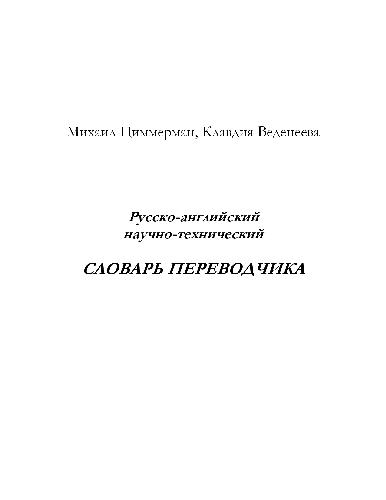 Михаил Циммерман, Клавдия Веденеева
Русско-английский
научно-технический
СЛОВАРЬ ПЕРЕВОДЧИКА